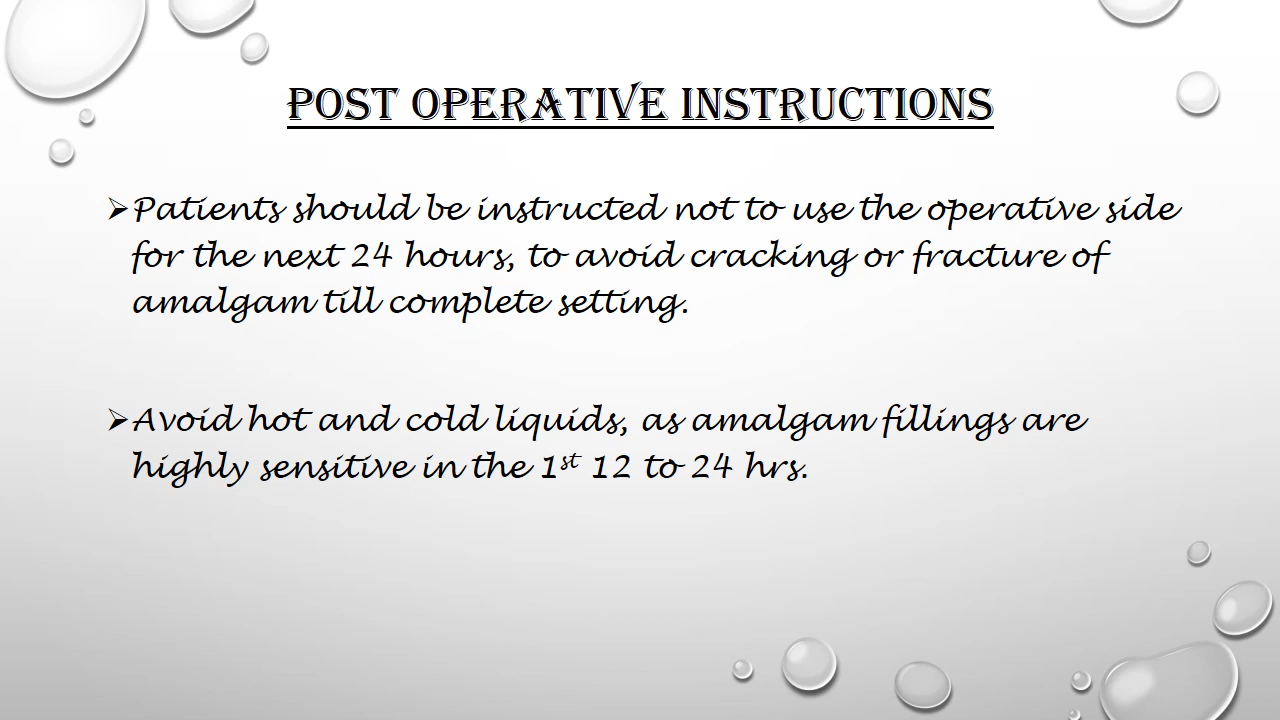 POST OPERATIVE INSTRUCTIONS
➢Patients should be instructed not to use the operative side
for the next 24 hours, to avoid cracking or fracture of
amalgam till complete setting.
➢Avoid hot and cold liquids, as amalgam fillings are
highly sensitive in the 1st 12 to 24 hrs.